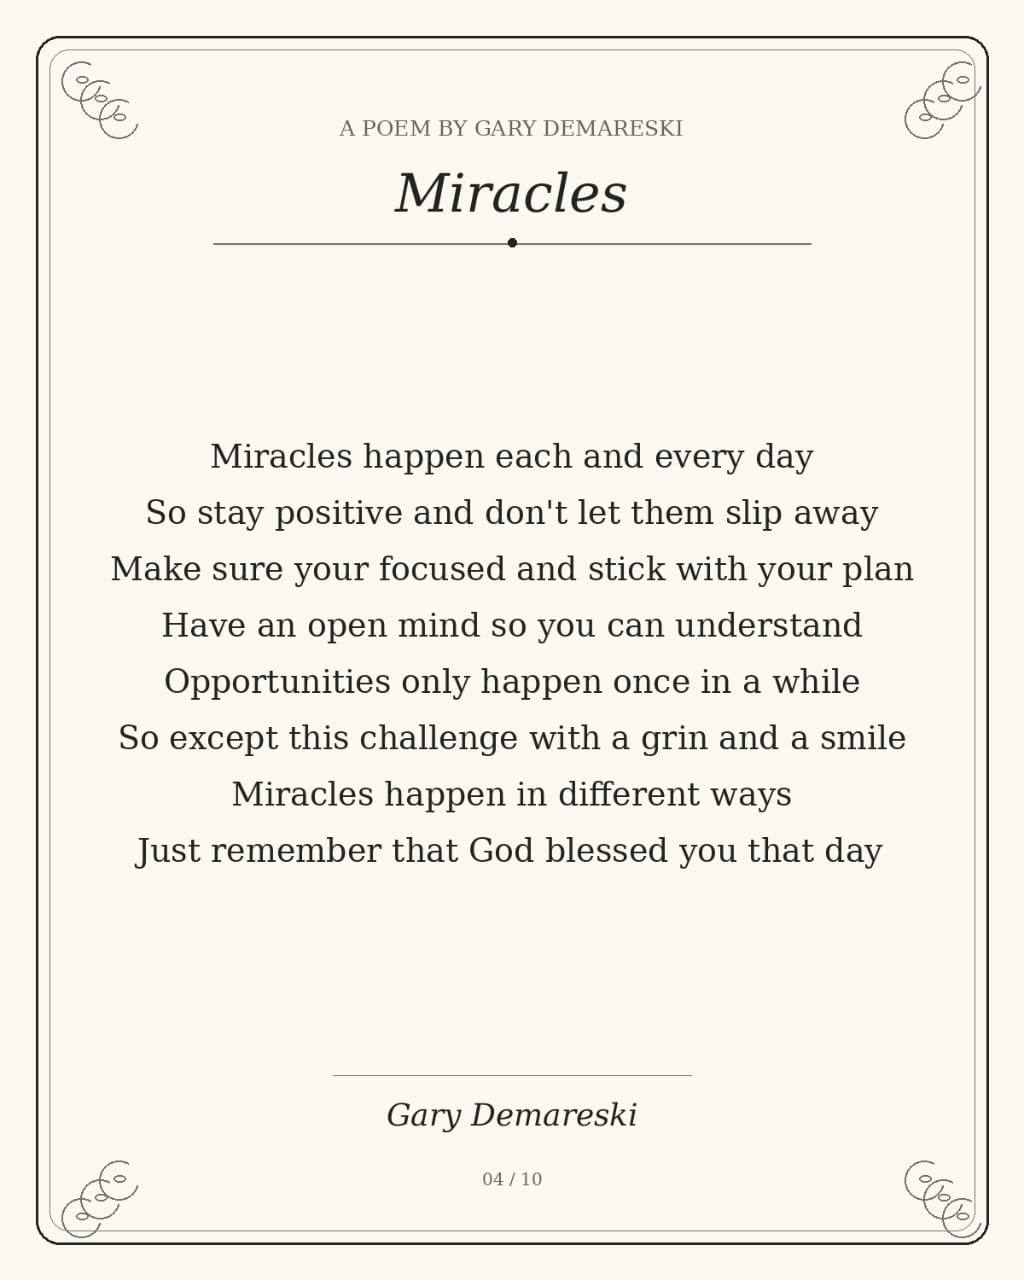 A POEM BY GARY DEMARESKI
Miracles
Miracles happen each and every day
So stay positive and don't let them slip away
Make sure your focused and stick with your plan
Have an open mind so you can understand
Opportunities only happen once in a while
So except this challenge with a grin and a smile
Miracles happen in different ways
Just remember that God blessed you that day
Gary Demareski
04 / 10